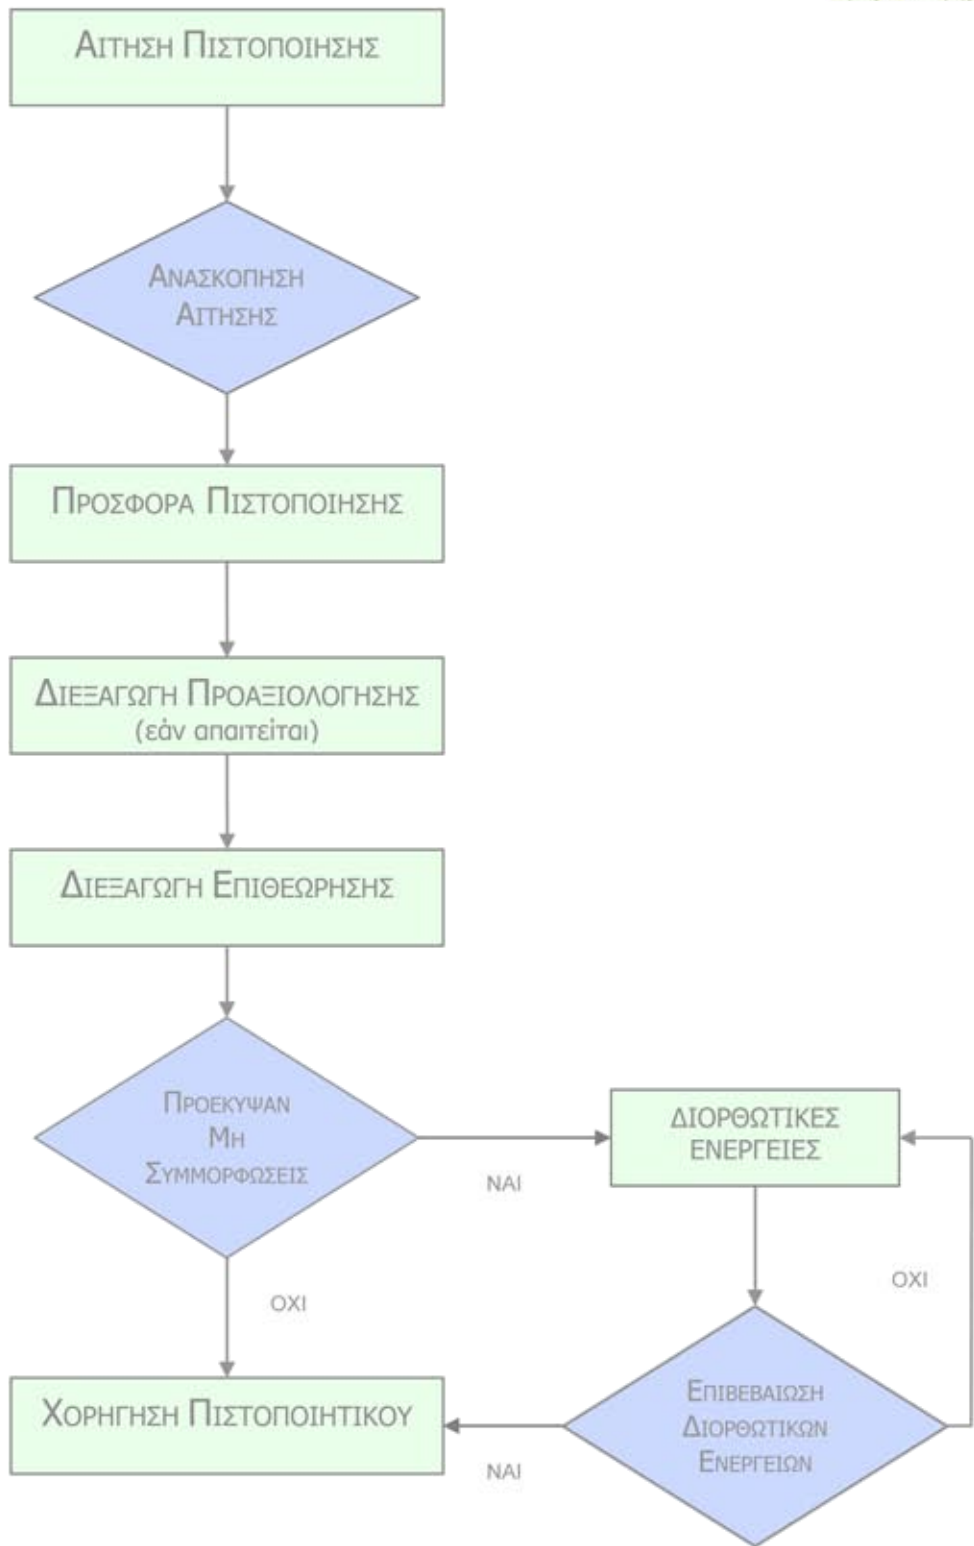 ΑΙΤΗΣΗ ΠΙΣΤΟΠΟΙΗΣΗΣ
ΑΝΑΣΚΟΠΗΣΗ
ΑΙΤΗΣΗΣ
ΠΡΟΣΦΟΡΑ ΠΙΣΤΟΠΟΙΗΣΗΣ
ΔΙΕΞΑΓΩΓΗ ΠΡΟΑΞΙΟΛΟΓΗΣΗΣ
(εάν απαιτείται)
ΔΙΕΞΑΓΩΓΗ ΕΠΙΘΕΩΡΗΣΗΣ
ΠΡΟΕΚΥΨΑΝ
ΜΗ
ΣΥΜΜΟΡΦΩΣΕΙΣ
ΝΑΙ
ΔΙΟΡΘΩΤΙΚΕΣ
ΕΝΕΡΓΕΙΕΣ
ΟΧΙ
ΟΧΙ
ΧΟΡΗΓΗΣΗ ΠΙΣΤΟΠΟΙΗΤΙΚΟΥ
ΝΑΙ
ΕΠΙΒΕΒΑΙΩΣΗ
ΔΙΟΡΘΩΤΙΚΩΝ
ΕΝΕΡΓΕΙΩΝ